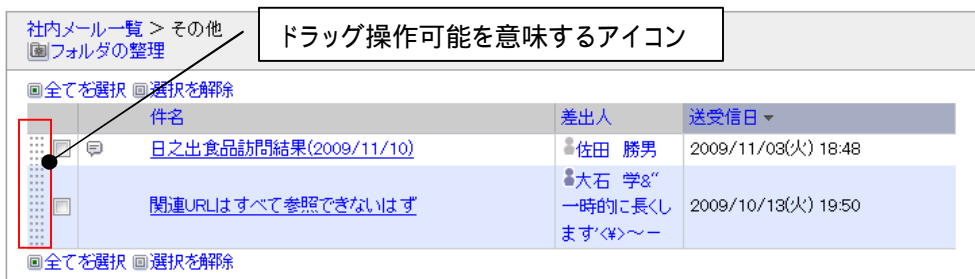 社内メール一覧 > その他
フォルダの整理
ドラッグ操作可能を意味するアイコン
全てを選択 選択を解除
件名 差出人 送受信日
日之出食品訪問結果(2009/11/10) 佐田 勝男 2009/11/03(火) 18:48
関連URLはすべて参照できないはず 大石 学&“ 2009/10/13(火) 19:50
一時的に長くし
ます'<¥>～ー
全てを選択 選択を解除